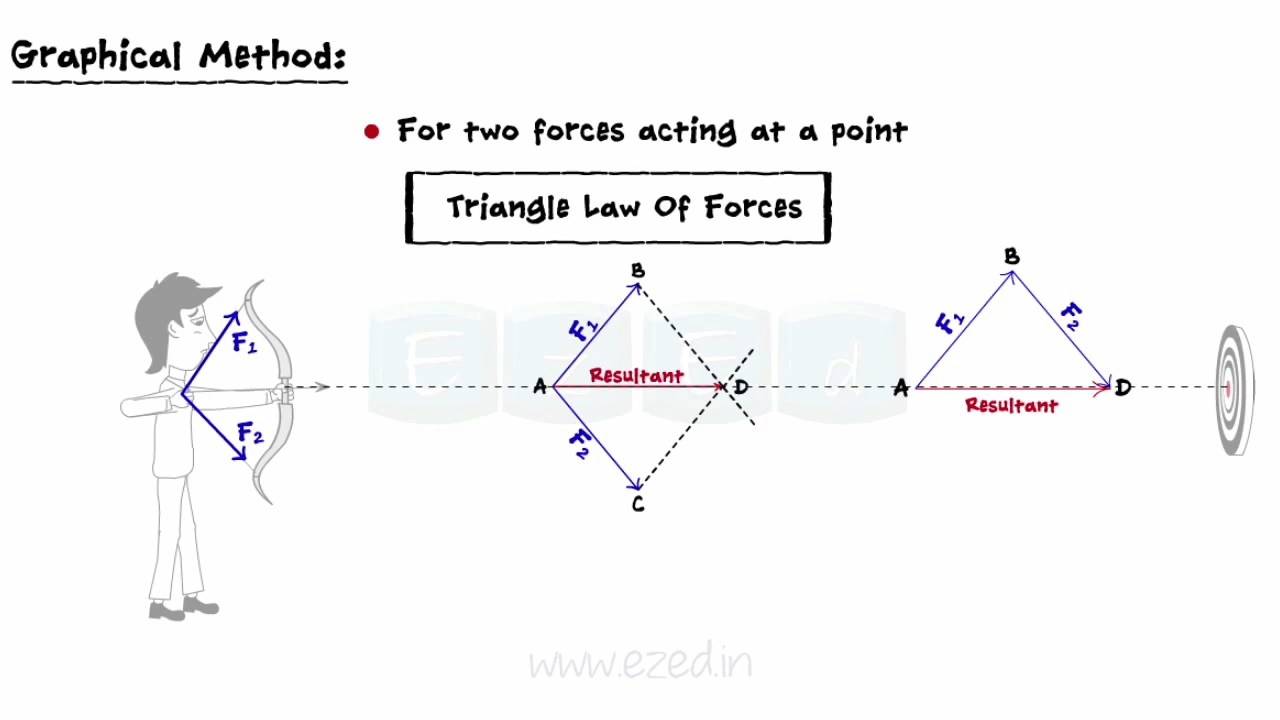 Graphical Method:
For two forces acting at a point
Triangle Law Of Forces
F1
F2
B
F1
A
Resultant
D
F2
C
B
F1
F2
A
D
Resultant
E Z E d
www.ezed.in